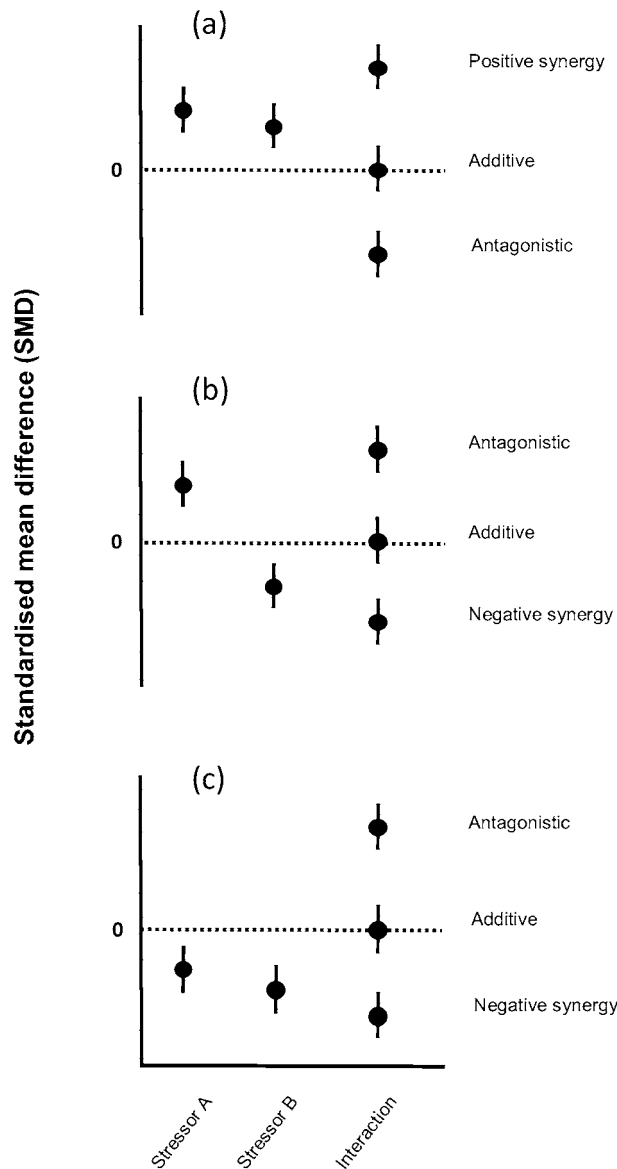 (a)
Positive synergy
0
Additive
Antagonistic
Standardised mean difference (SMD)
(b)
Antagonistic
0
Additive
Negative synergy
(c)
Antagonistic
0
Additive
Negative synergy
Stressor A
Stressor B
Interaction